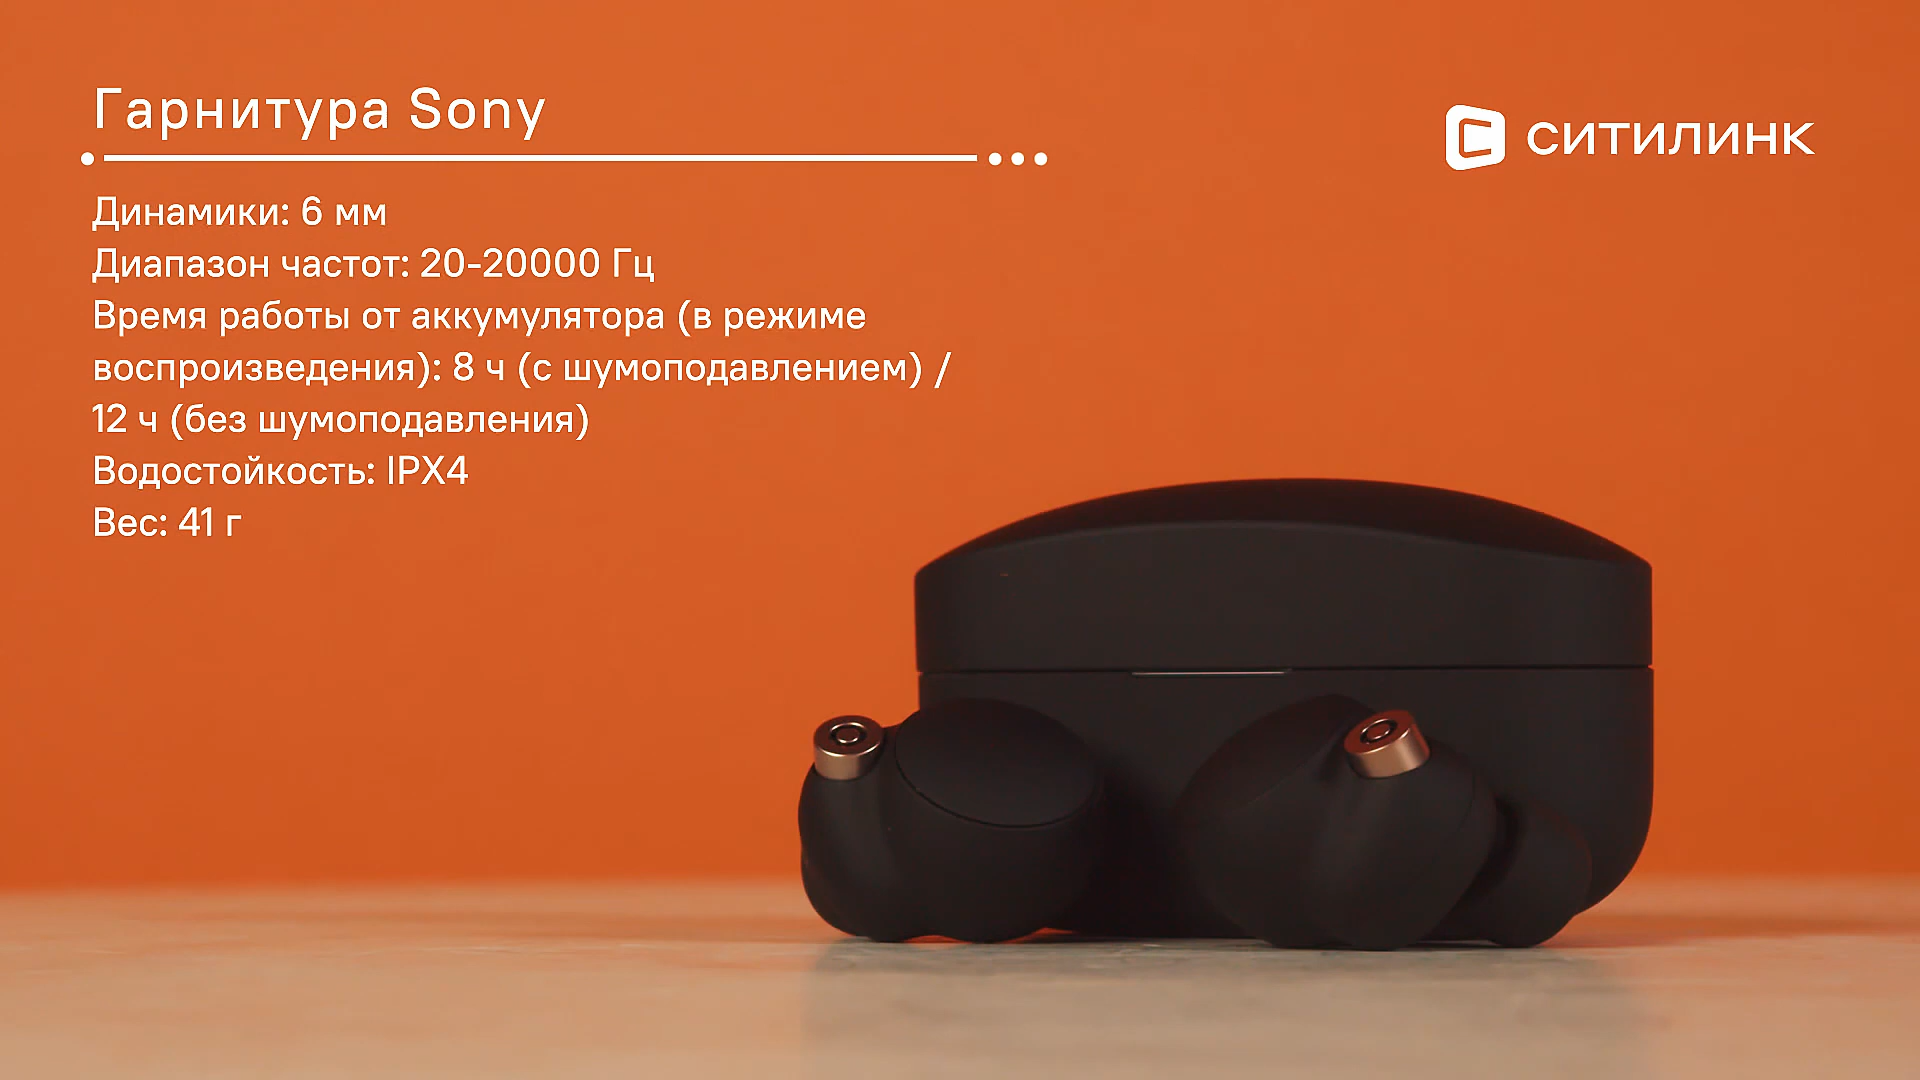 Гарнитура Sony
СИТИЛИНК
Динамики: 6 мм
Диапазон частот: 20-20000 Гц
Время работы от аккумулятора (в режиме
воспроизведения): 8 ч (с шумоподавлением) /
12 ч (без шумоподавления)
Водостойкость: IPX4
Вес: 41 г